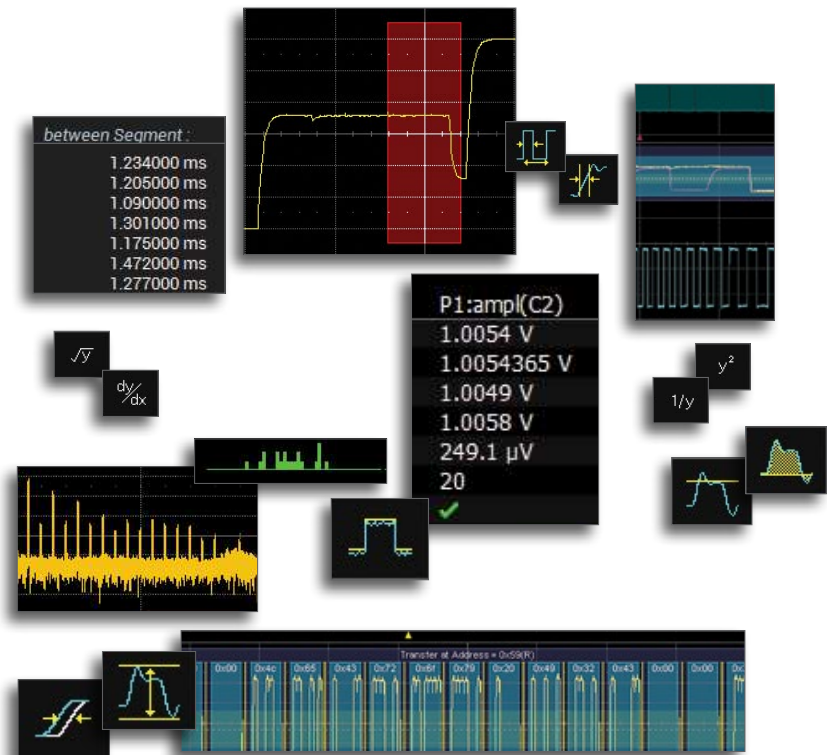 between Segment :
1.234000 ms
1.205000 ms
1.090000 ms
1.301000 ms
1.175000 ms
1.472000 ms
1.277000 ms
P1:ampl(C2)
1.0054 V
1.0054365 V
1.0049 V
1.0058 V
249.1 µV
20
√y
dy/dx
y²
1/y
Transfer at Address = 0x59(R)
0x00 0x4c 0x65 0x43 0x72 0x6f 0x79 0x20 0x49 0x32 0x43 0x00 0x00